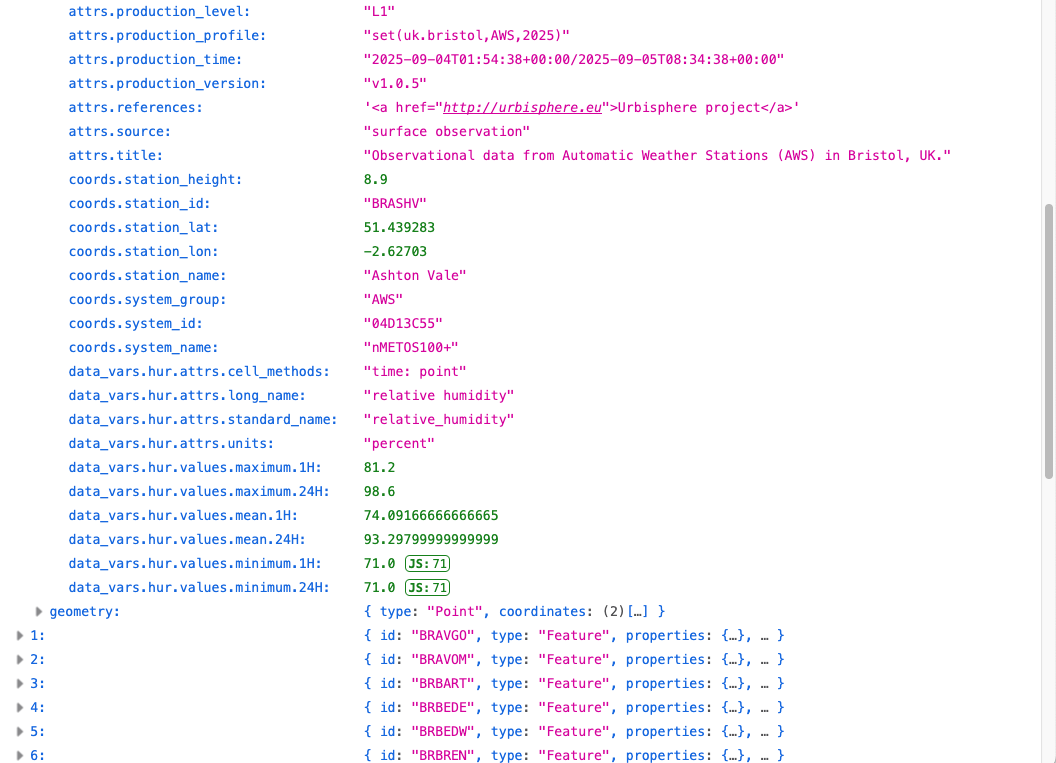 attrs.production_level: "L1"
attrs.production_profile: "set(uk.bristol,AWS,2025)"
attrs.production_time: "2025-09-04T01:54:38+00:00/2025-09-05T08:34:38+00:00"
attrs.production_version: "v1.0.5"
attrs.references: '<a href="http://urbisphere.eu">Urbisphere project</a>'
attrs.source: "surface observation"
attrs.title: "Observational data from Automatic Weather Stations (AWS) in Bristol, UK."
coords.station_height: 8.9
coords.station_id: "BRASHV"
coords.station_lat: 51.439283
coords.station_lon: -2.62703
coords.station_name: "Ashton Vale"
coords.system_group: "AWS"
coords.system_id: "04D13C55"
coords.system_name: "nMETOS100+"
data_vars.hur.attrs.cell_methods: "time: point"
data_vars.hur.attrs.long_name: "relative humidity"
data_vars.hur.attrs.standard_name: "relative_humidity"
data_vars.hur.attrs.units: "percent"
data_vars.hur.values.maximum.1H: 81.2
data_vars.hur.values.maximum.24H: 98.6
data_vars.hur.values.mean.1H: 74.09166666666665
data_vars.hur.values.mean.24H: 93.29799999999999
data_vars.hur.values.minimum.1H: 71.0 JS:71
data_vars.hur.values.minimum.24H: 71.0 JS:71
geometry: { type: "Point", coordinates: (2)[…] }
1: { id: "BRAVGO", type: "Feature", properties: {…}, … }
2: { id: "BRAVOM", type: "Feature", properties: {…}, … }
3: { id: "BRBART", type: "Feature", properties: {…}, … }
4: { id: "BRBEDE", type: "Feature", properties: {…}, … }
5: { id: "BRBEDW", type: "Feature", properties: {…}, … }
6: { id: "BRBREN", type: "Feature", properties: {…}, … }